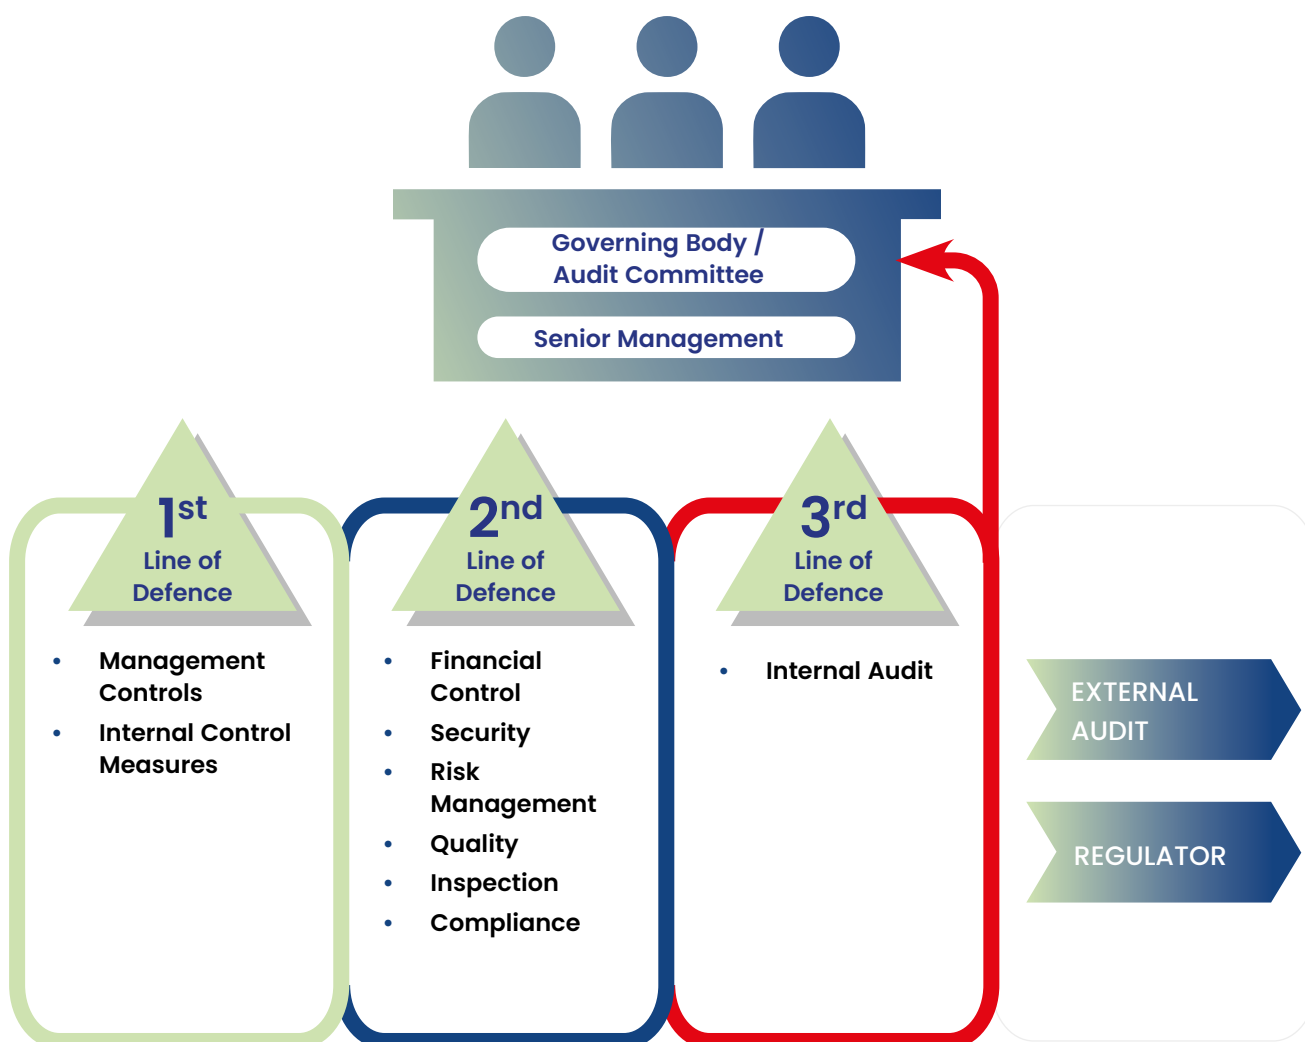 Governing Body /
Audit Committee
Senior Management
1st
Line of
Defence
• Management
Controls
• Internal Control
Measures
2nd
Line of
Defence
• Financial
Control
• Security
• Risk
Management
• Quality
• Inspection
• Compliance
3rd
Line of
Defence
• Internal Audit
EXTERNAL
AUDIT
REGULATOR